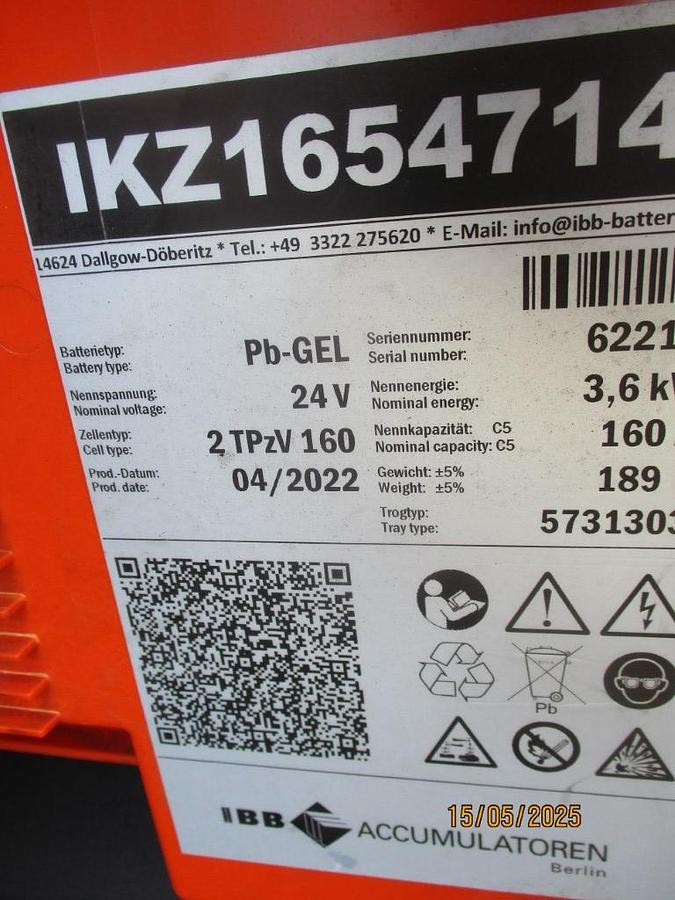 IKZ1654714
14624 Dallgow-Döberitz * Tel.: +49 3322 275620 * E-Mail: info@ibb-batter
Batterietyp:
Battery type:
Pb-GEL
Seriennummer:
Serial number:
6221
Nennspannung:
Nominal voltage:
24 V
Nennenergie:
Nominal energy:
3,6 k
Zellentyp:
Cell type:
2 TPzV 160
Nennkapazität: C5
Nominal capacity: C5
160
Prod.-Datum:
Prod. date:
04/2022
Gewicht: ±5%
Weight: ±5%
189
Trogtyp:
Tray type:
5731303
Pb
IBB ACCUMULATOREN
Berlin
15/05/2025